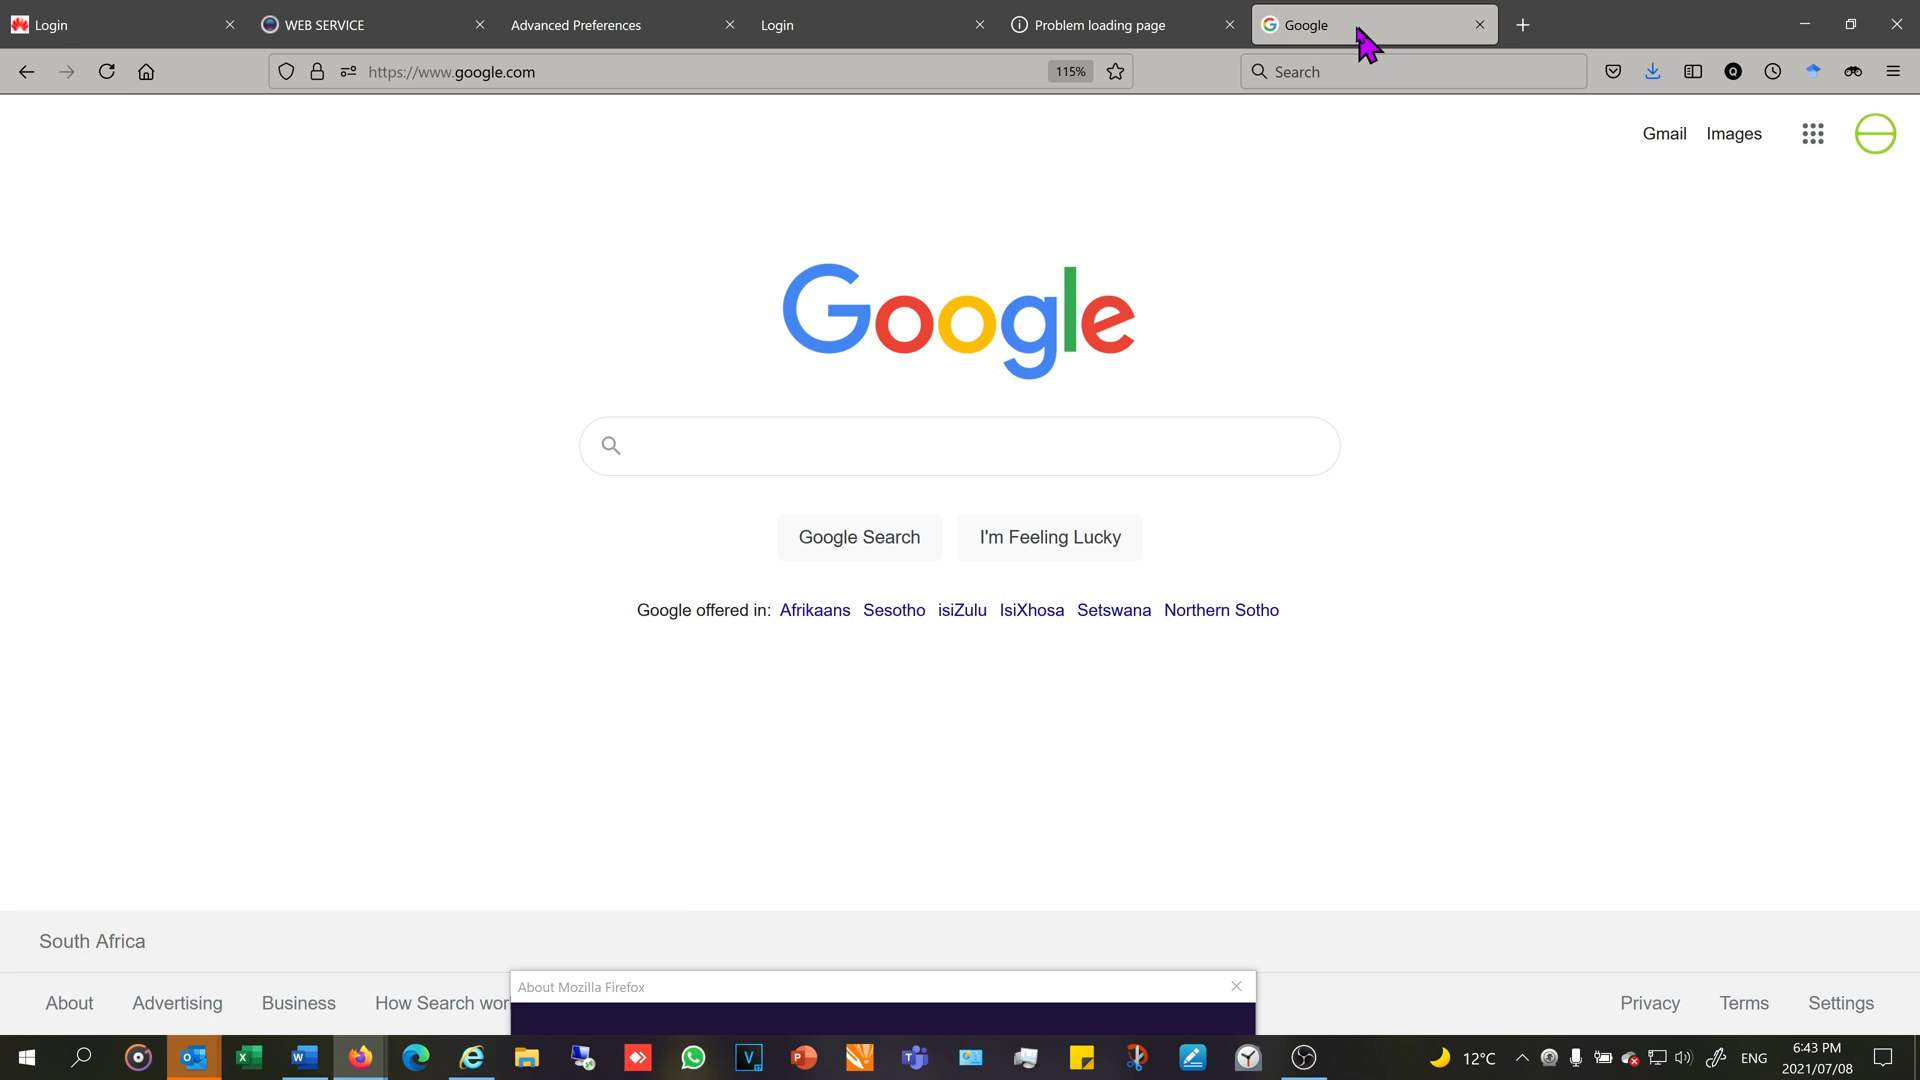 Login
WEB SERVICE
Advanced Preferences
Login
Problem loading page
Google
https://www.google.com
115%
Search
Gmail Images
Google
Google Search
I'm Feeling Lucky
Google offered in: Afrikaans Sesotho isiZulu IsiXhosa Setswana Northern Sotho
South Africa
About Mozilla Firefox
About Advertising Business How Search wor
Privacy Terms Settings
12°C
ENG
6:43 PM
2021/07/08